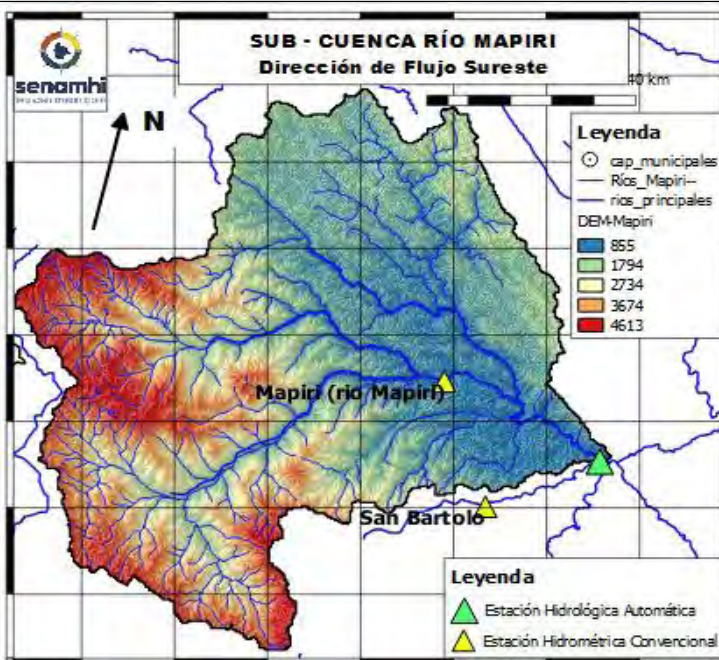 senamhi
SUB - CUENCA RÍO MAPIRI
Dirección de Flujo Sureste
40 km
N
Leyenda
cap_municipales
Ríos_Mapiri--
rios_principales
DEM-Mapiri
855
1794
2734
3674
4613
Mapiri (rio Mapiri)
San Bartolo
Leyenda
Estación Hidrológica Automática
Estación Hidrométrica Convencional